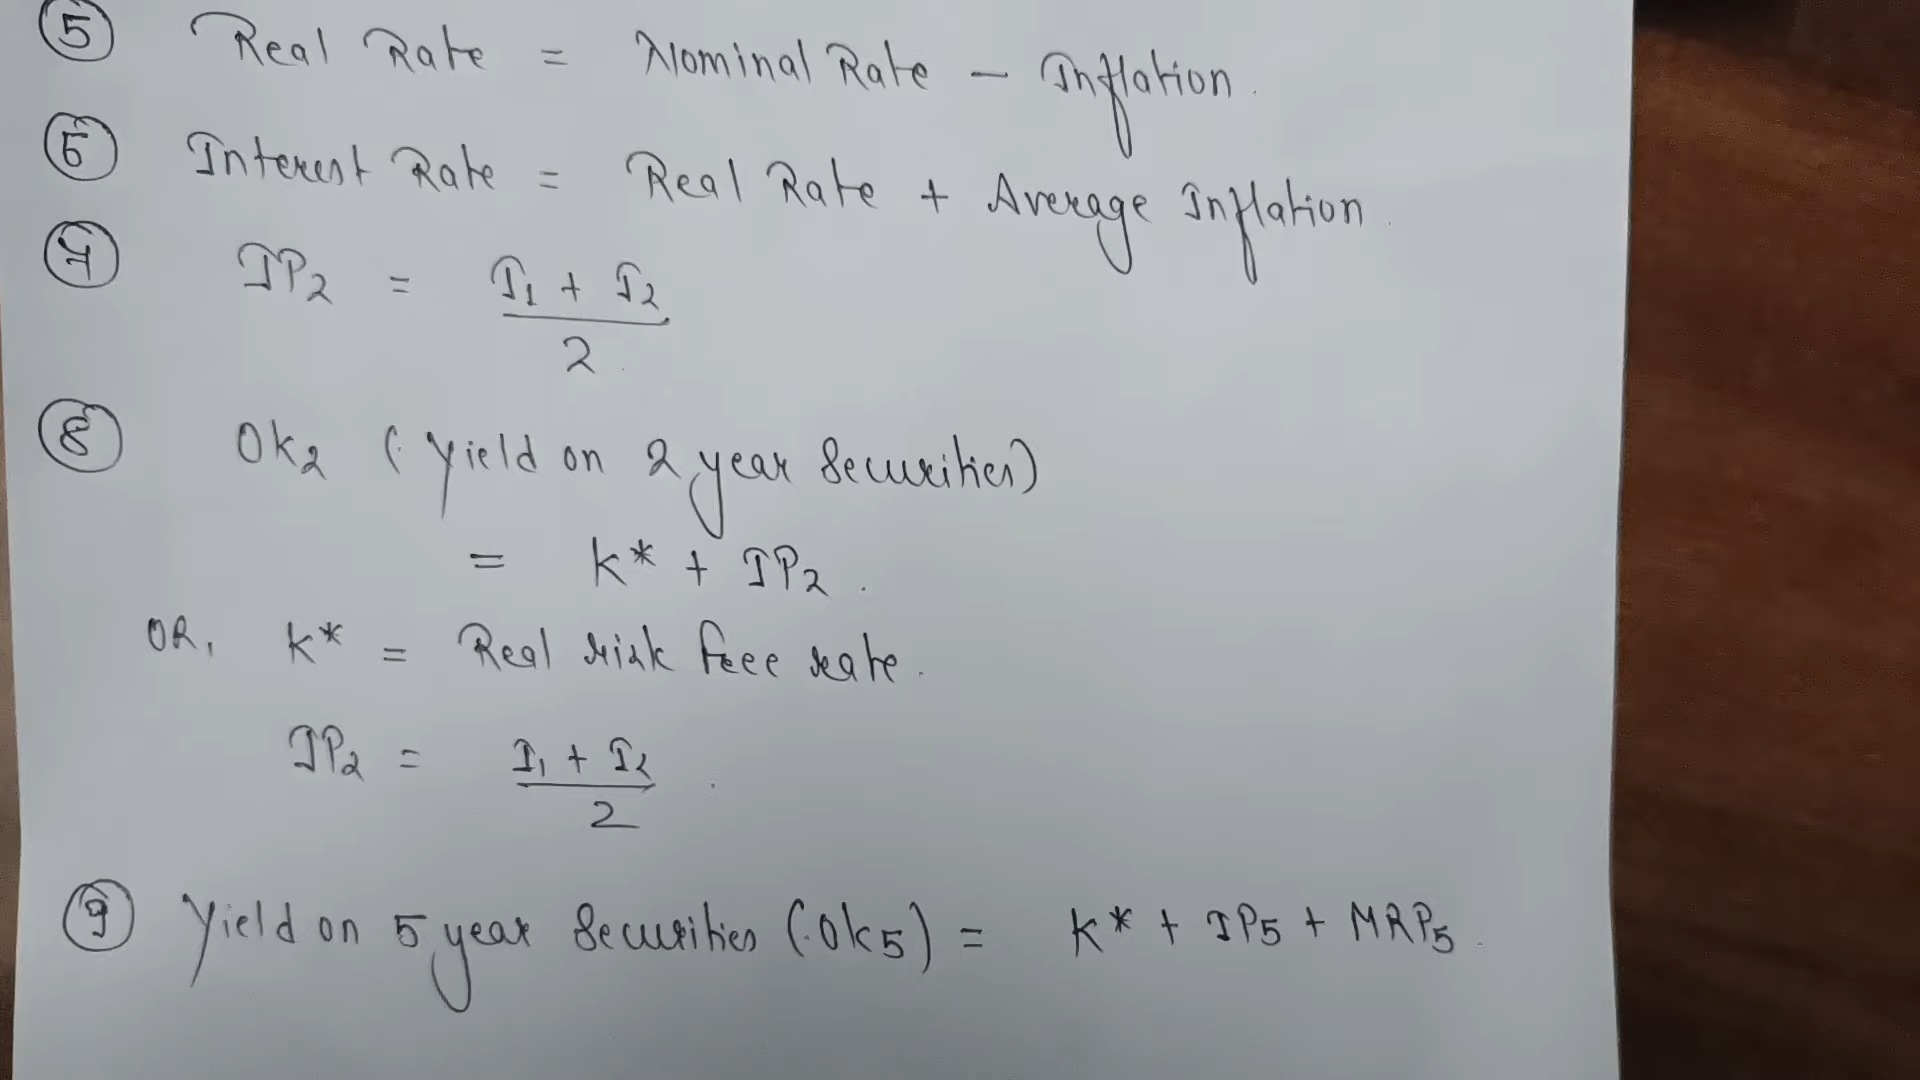 ⑤ Real Rate = Nominal Rate - Inflation.
⑥ Interest Rate = Real Rate + Average Inflation.
⑦ IP2 = I1 + I2
2
⑧ Ok2 (Yield on 2 year Securities)
= K* + IP2.
OR, K* = Real risk free rate.
IP2 = I1 + I2
2
⑨ Yield on 5 year Securities (Ok5) = K* + IP5 + MRP5.